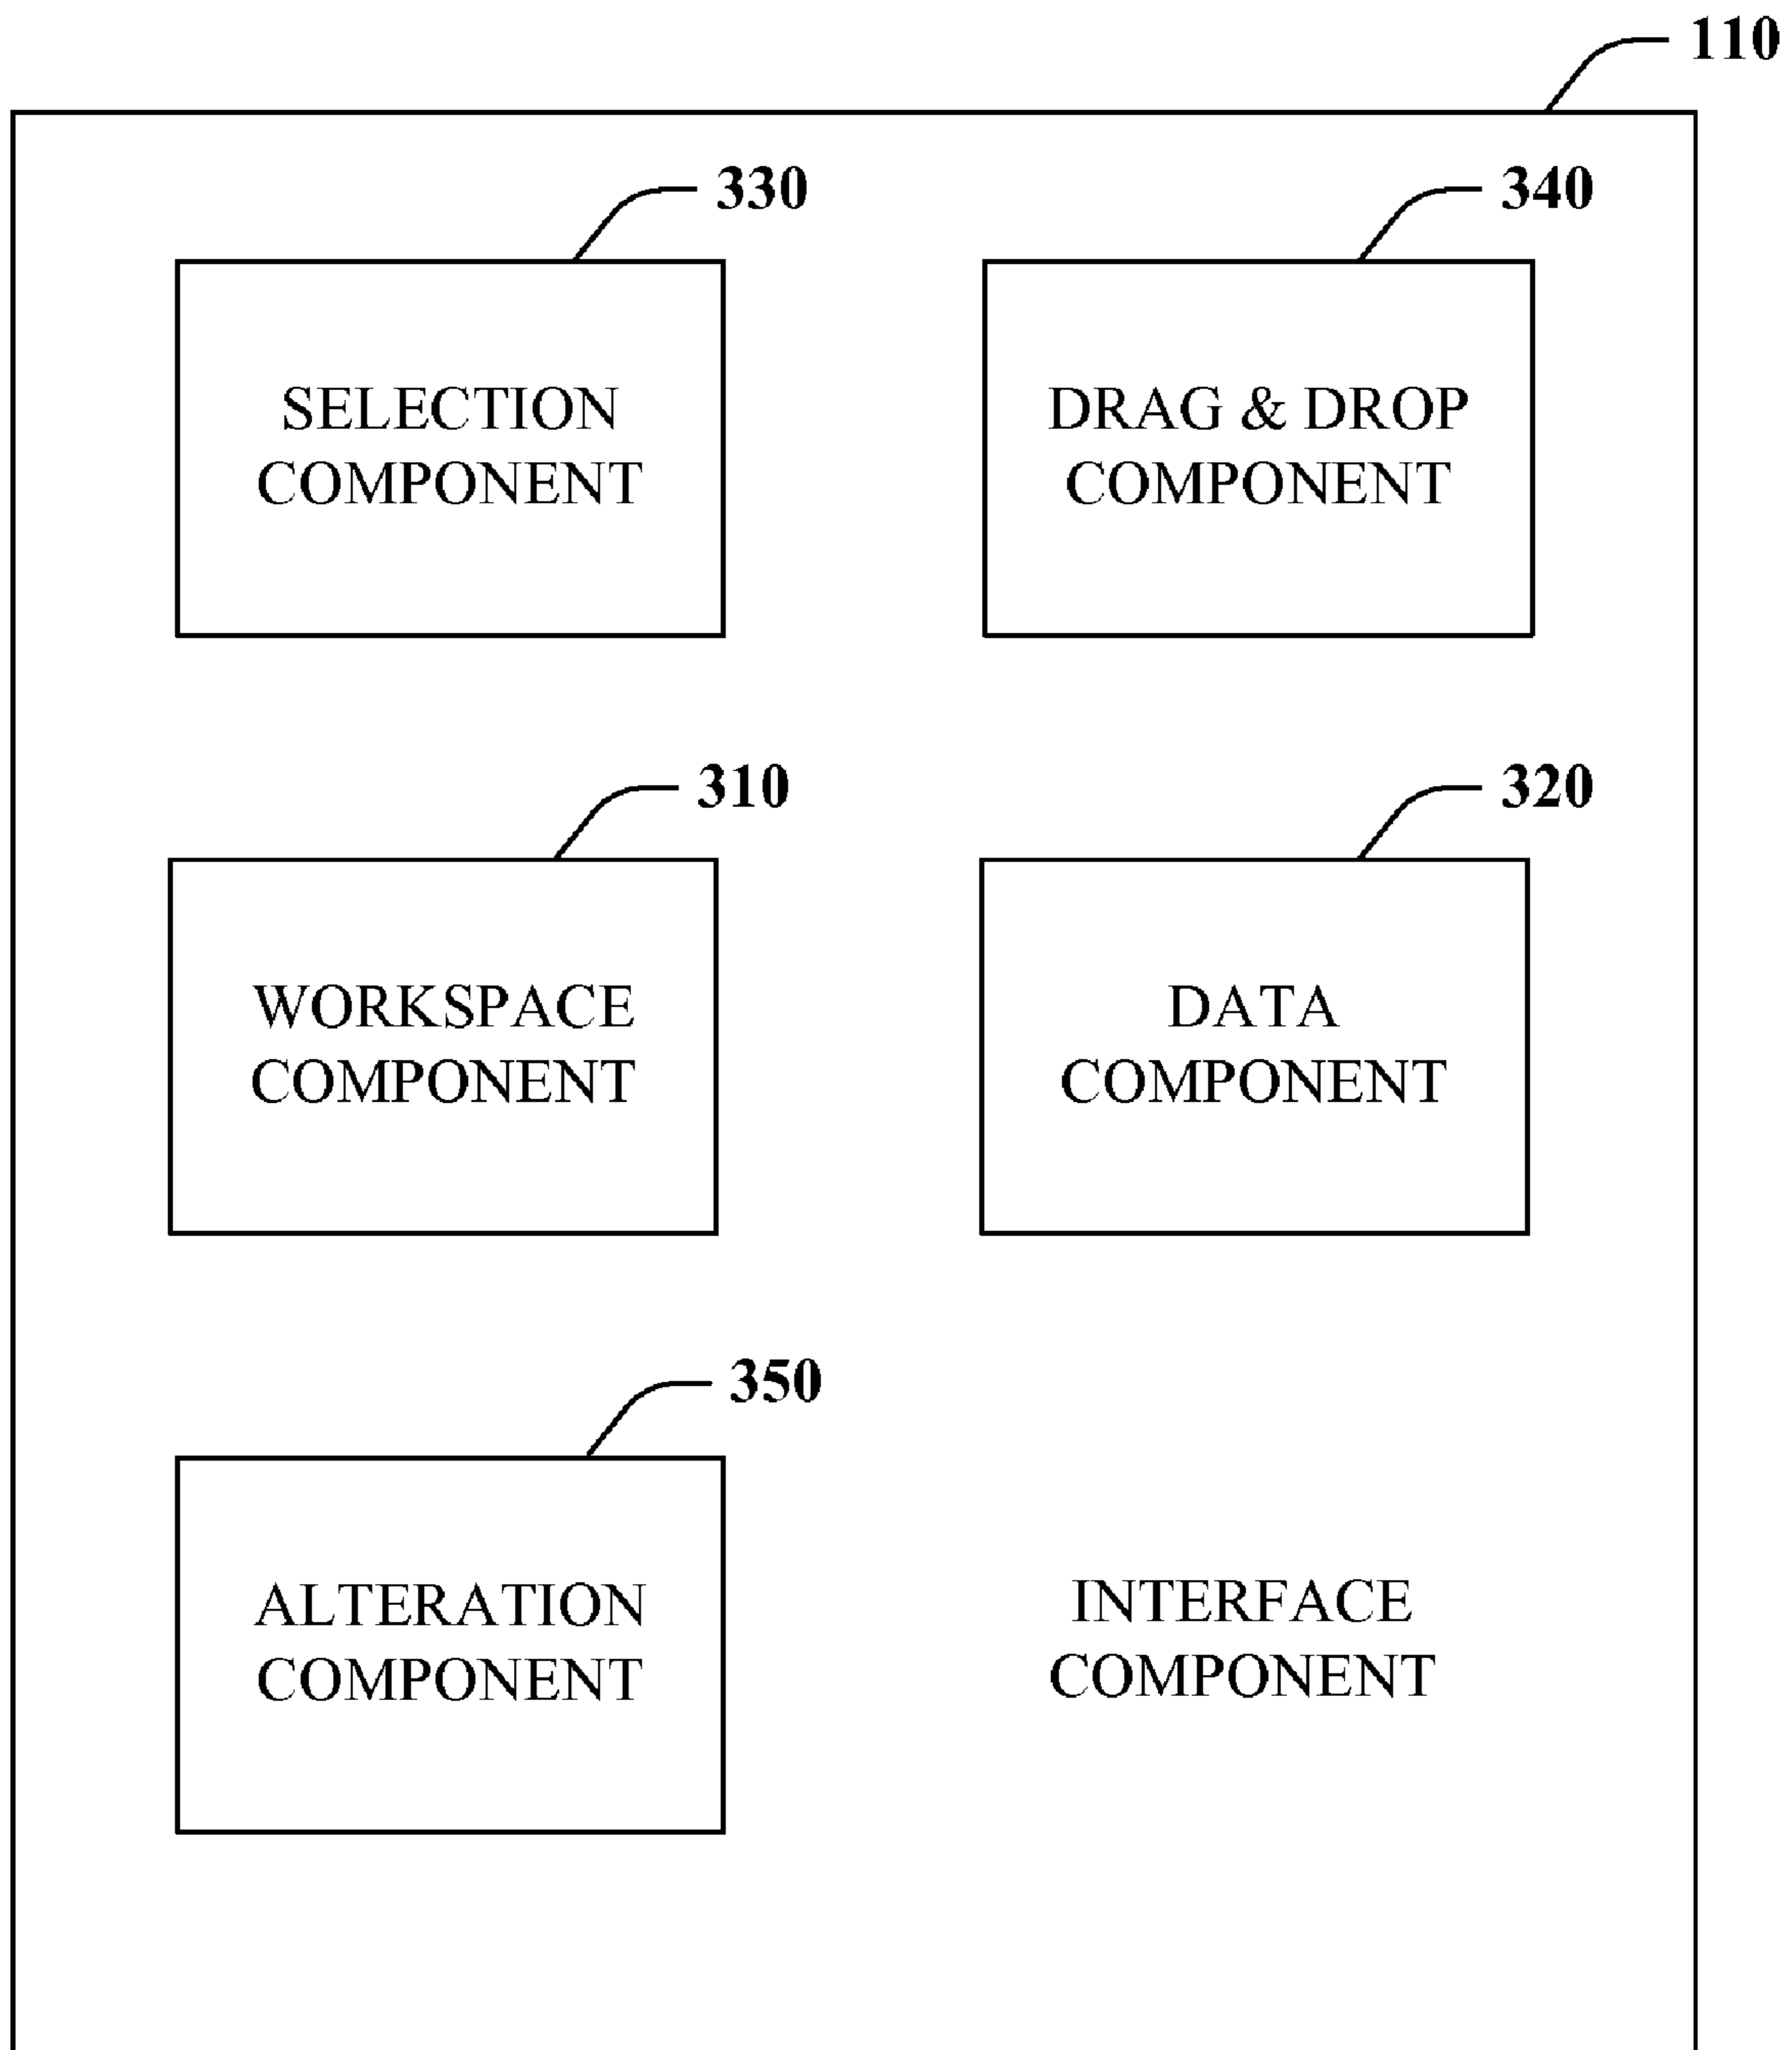 110
330
340
SELECTION
COMPONENT
DRAG & DROP
COMPONENT
310
320
WORKSPACE
COMPONENT
DATA
COMPONENT
350
ALTERATION
COMPONENT
INTERFACE
COMPONENT